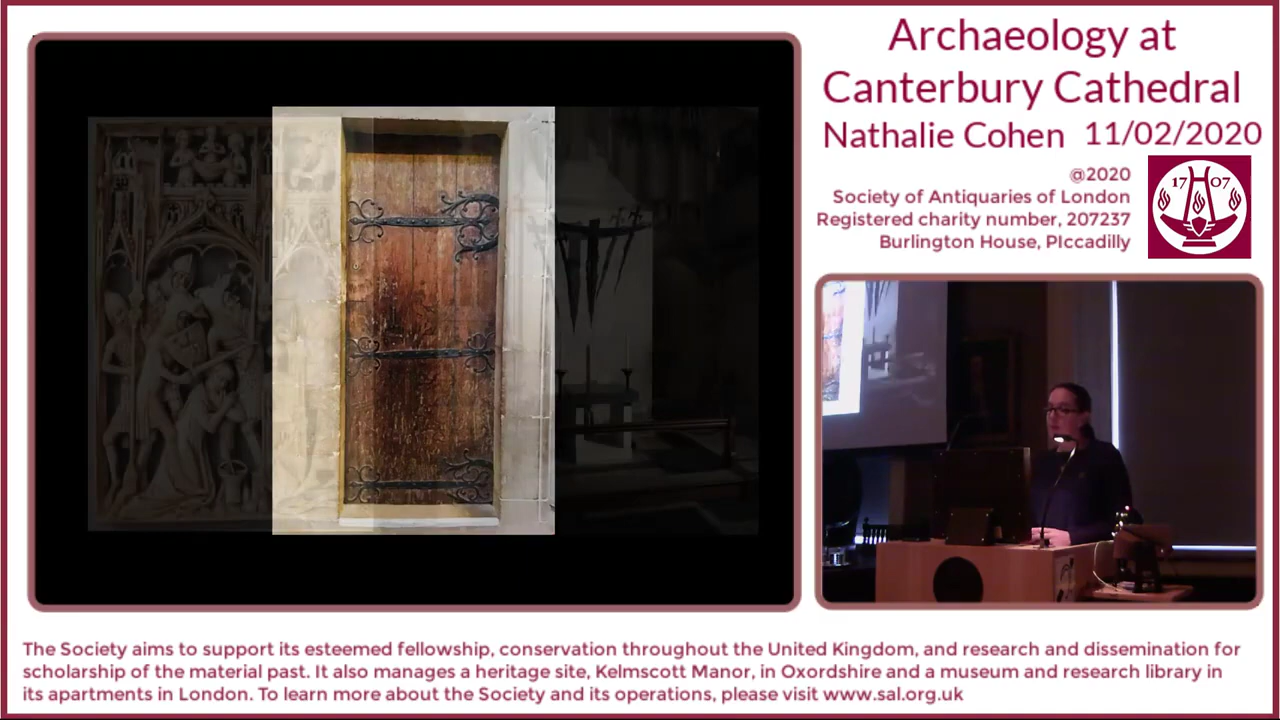 Archaeology at
Canterbury Cathedral
Nathalie Cohen 11/02/2020
@2020
Society of Antiquaries of London
Registered charity number, 207237
Burlington House, PIccadilly
17 07
The Society aims to support its esteemed fellowship, conservation throughout the United Kingdom, and research and dissemination for
scholarship of the material past. It also manages a heritage site, Kelmscott Manor, in Oxordshire and a museum and research library in
its apartments in London. To learn more about the Society and its operations, please visit www.sal.org.uk